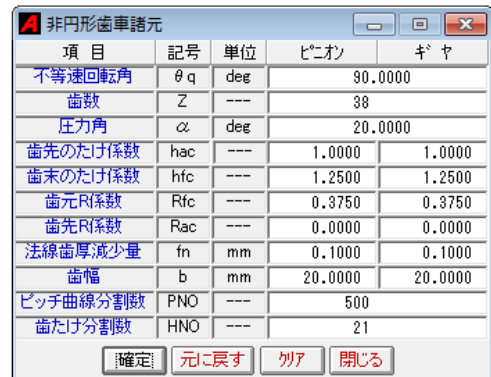 非円形歯車諸元
項 目 記号 単位 ピニオン ギヤ
不等速回転角 θq deg 90.0000
歯数 Z --- 38
圧力角 α deg 20.0000
歯先のたけ係数 hac --- 1.0000 1.0000
歯末のたけ係数 hfc --- 1.2500 1.2500
歯元R係数 Rfc --- 0.3750 0.3750
歯先R係数 Rac --- 0.0000 0.0000
法線歯厚減少量 fn mm 0.1000 0.1000
歯幅 b mm 20.0000 20.0000
ピッチ曲線分割数 PNO --- 500
歯たけ分割数 HNO --- 21
確定 元に戻す クリア 閉じる